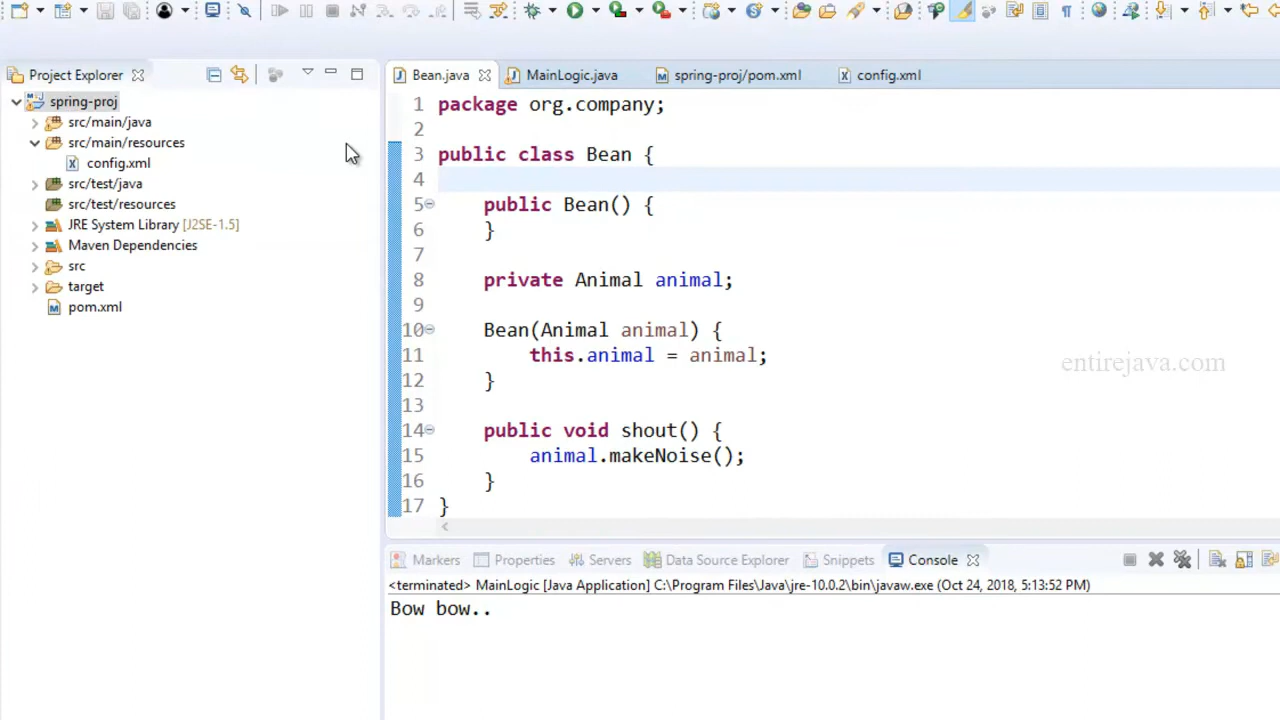 Project Explorer
spring-proj
src/main/java
src/main/resources
config.xml
src/test/java
src/test/resources
JRE System Library [J2SE-1.5]
Maven Dependencies
src
target
pom.xml
Bean.java MainLogic.java spring-proj/pom.xml config.xml
1 package org.company;
2
3 public class Bean {
4
5 public Bean() {
6 }
7
8 private Animal animal;
9
10 Bean(Animal animal) {
11 this.animal = animal;
12 }
13
14 public void shout() {
15 animal.makeNoise();
16 }
17 }
entirejava.com
Markers Properties Servers Data Source Explorer Snippets Console
<terminated> MainLogic [Java Application] C:\Program Files\Java\jre-10.0.2\bin\javaw.exe (Oct 24, 2018, 5:13:52 PM)
Bow bow..